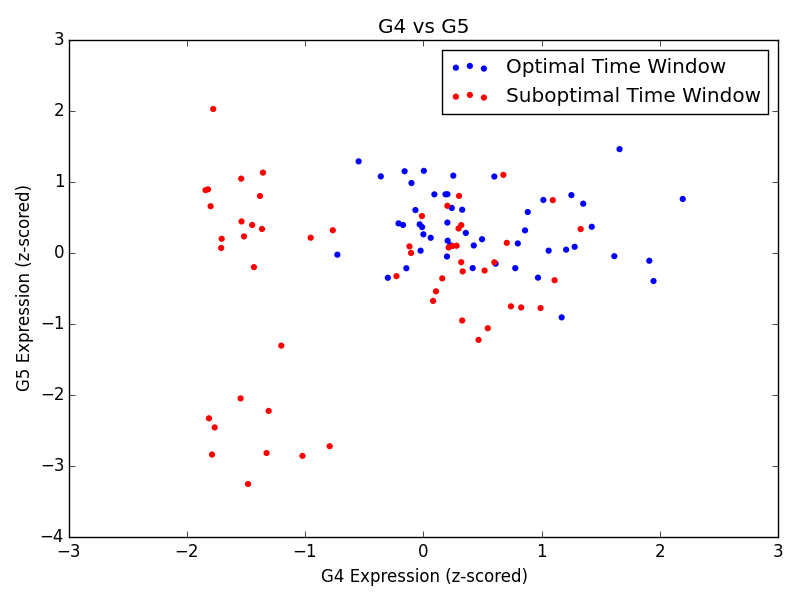 G4 vs G5
Optimal Time Window
Suboptimal Time Window
3
2
1
0
−1
−2
−3
−4
G5 Expression (z-scored)
−3 −2 −1 0 1 2 3
G4 Expression (z-scored)